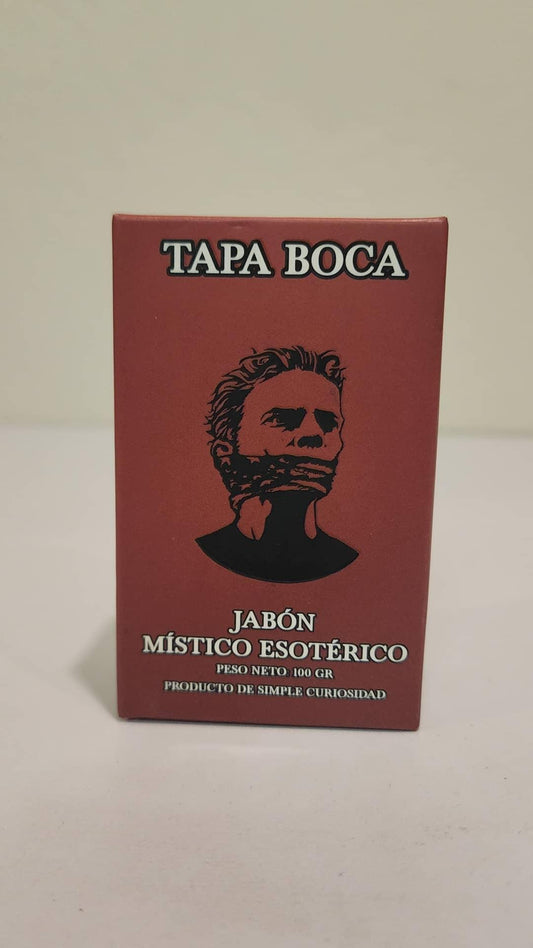 TAPA BOCA
JABÓN
MÍSTICO ESOTÉRICO
PESO NETO: 100 GR
PRODUCTO DE SIMPLE CURIOSIDAD